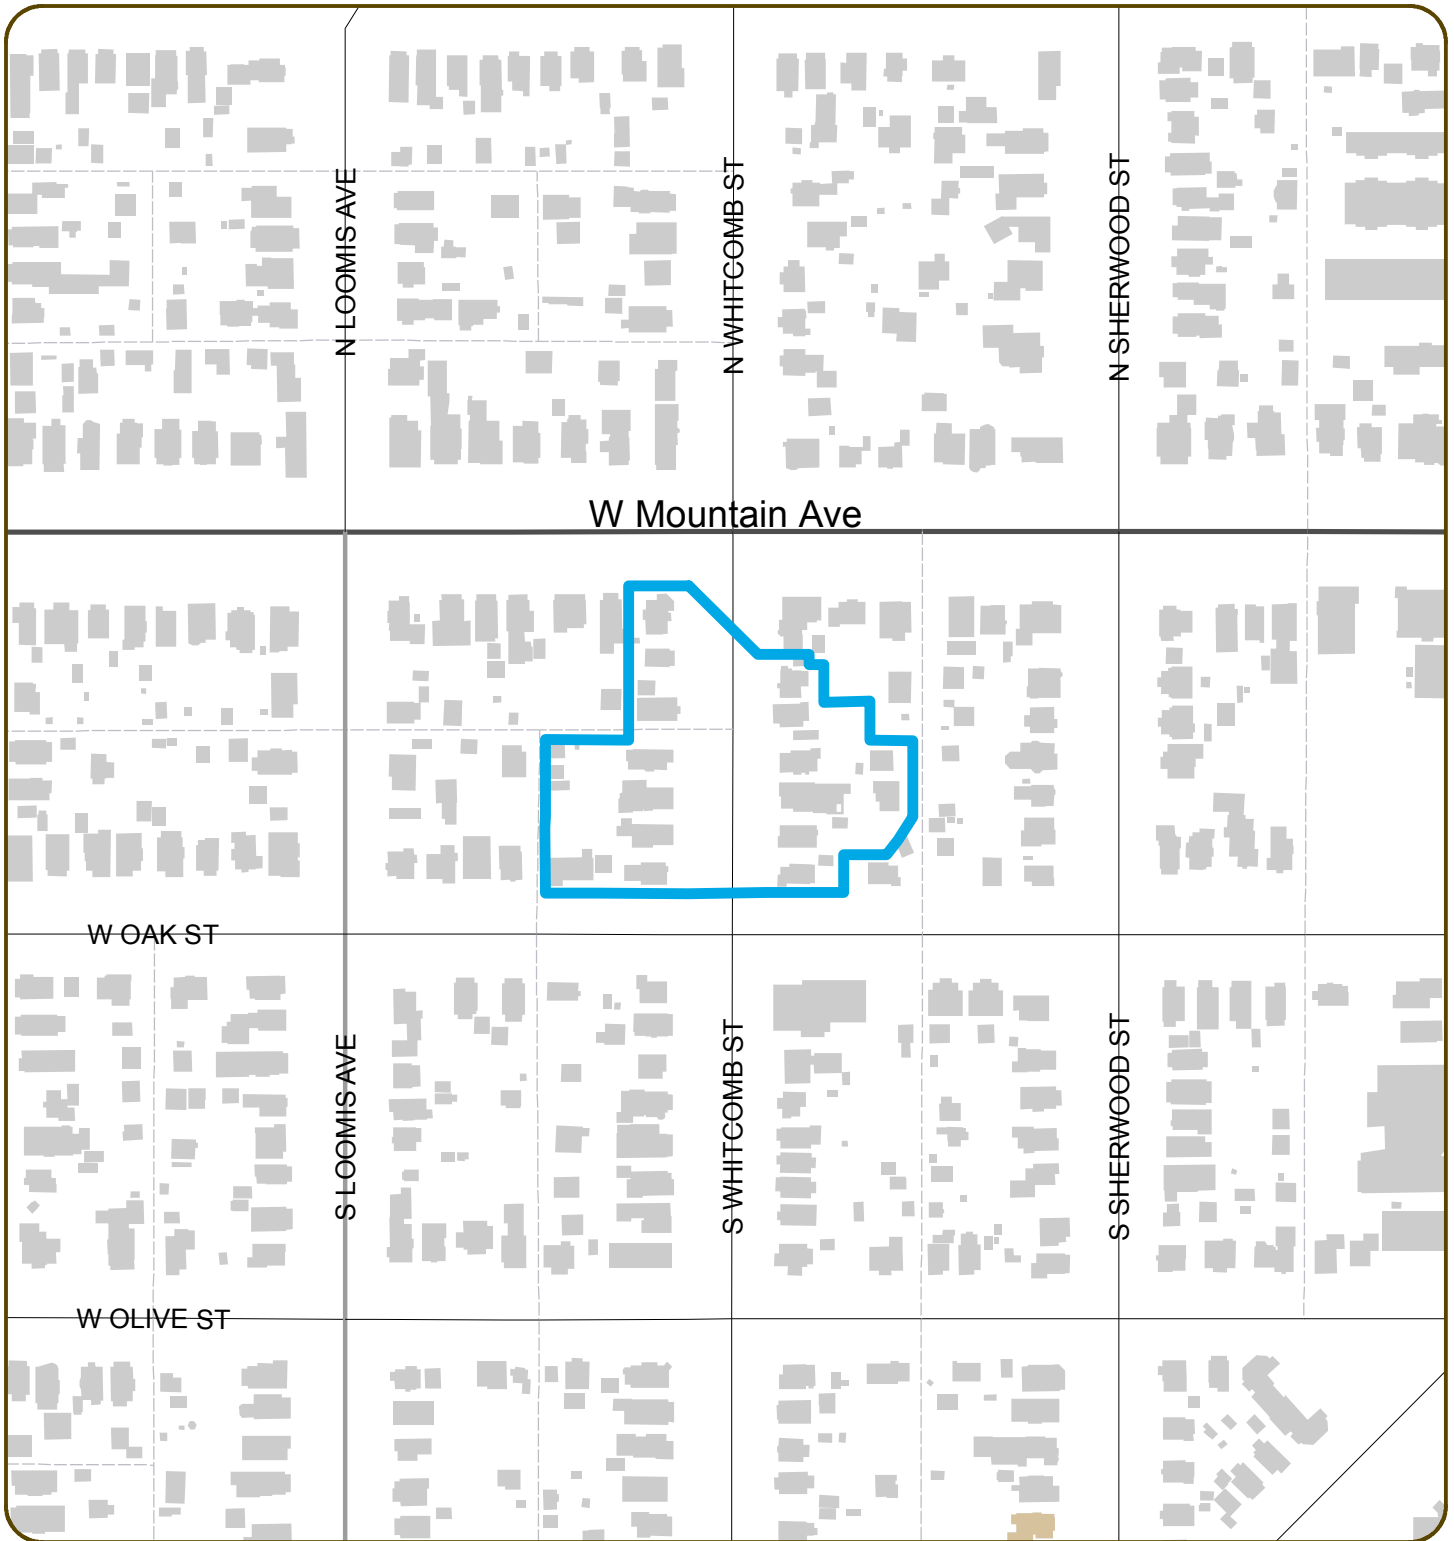 N LOOMIS AVE
N WHITCOMB ST
N SHERWOOD ST
W Mountain Ave
W OAK ST
S LOOMIS AVE
S WHITCOMB ST
S SHERWOOD ST
W OLIVE ST